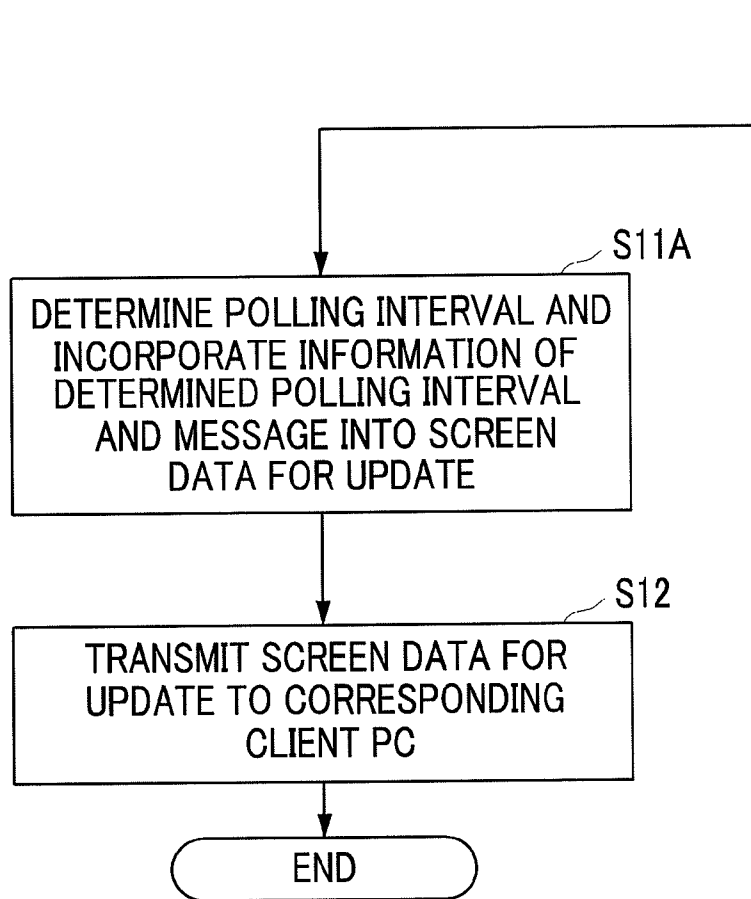 S11A
DETERMINE POLLING INTERVAL AND
INCORPORATE INFORMATION OF
DETERMINED POLLING INTERVAL
AND MESSAGE INTO SCREEN
DATA FOR UPDATE
S12
TRANSMIT SCREEN DATA FOR
UPDATE TO CORRESPONDING
CLIENT PC
END